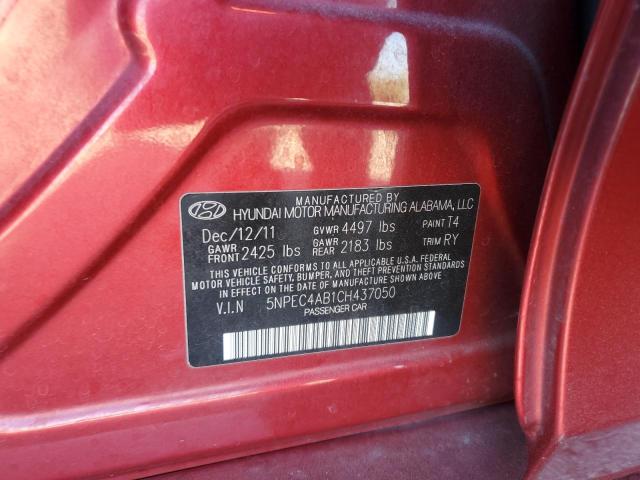 MANUFACTURED BY
HYUNDAI MOTOR MANUFACTURING ALABAMA, LLC
Dec/12/11 GVWR 4497 lbs PAINT T4
GAWR FRONT 2425 lbs GAWR REAR 2183 lbs TRIM RY
THIS VEHICLE CONFORMS TO ALL APPLICABLE U.S.A. FEDERAL
MOTOR VEHICLE SAFETY, BUMPER, AND THEFT PREVENTION STANDARDS
IN EFFECT ON THE DATE OF MANUFACTURE SHOWN ABOVE.
V.I.N 5NPEC4AB1CH437050
PASSENGER CAR